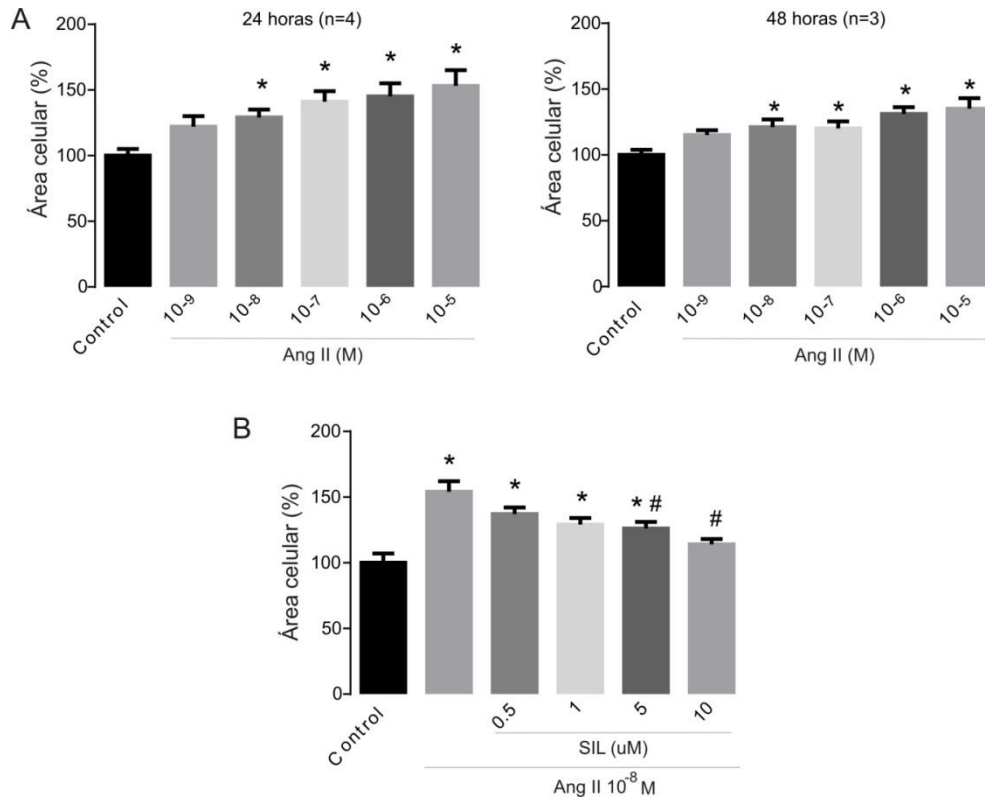 A
24 horas (n=4)
Área celular (%)
200
150
100
50
0
* * * *
Control 10-9 10-8 10-7 10-6 10-5
Ang II (M)
48 horas (n=3)
Área celular (%)
200
150
100
50
0
* * * *
Control 10-9 10-8 10-7 10-6 10-5
Ang II (M)
B
Área celular (%)
200
150
100
50
0
* * * * # #
Control 0.5 1 5 10
SIL (uM)
Ang II 10⁻⁸ M